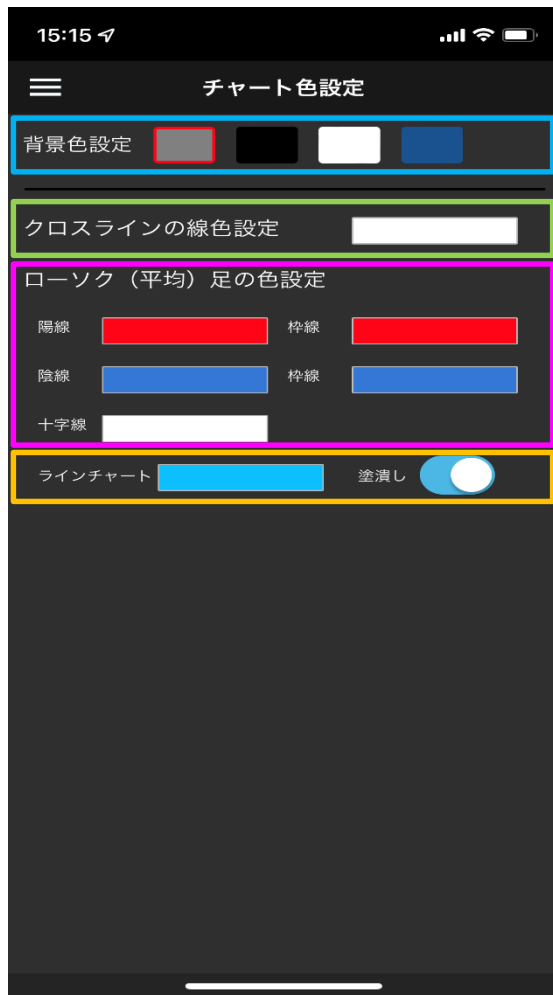 15:15
チャート色設定
背景色設定
クロスラインの線色設定
ローソク（平均）足の色設定
陽線 枠線
陰線 枠線
十字線
ラインチャート 塗潰し